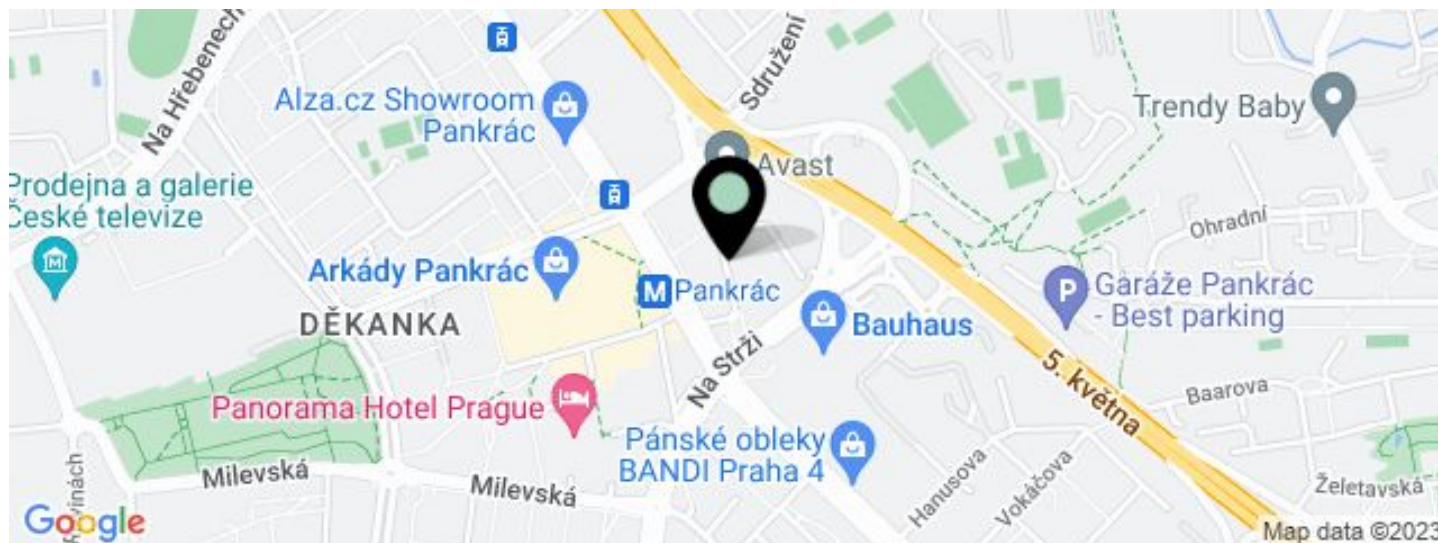 Na Hřebenech
Alza.cz Showroom
Pankrác
Sdružení
Trendy Baby
Avast
Prodejna a galerie
České televize
M
Ohradní
Arkády Pankrác
M Pankrác
P
Garáže Pankrác
- Best parking
DĚKANKA
Bauhaus
Na Strži
5. května
Baarova
Panorama Hotel Prague
Pánské obleky
BANDI Praha 4
Milevská
Milevská
Hanusova
Vokáčova
Želetavská
Google
Map data ©2023